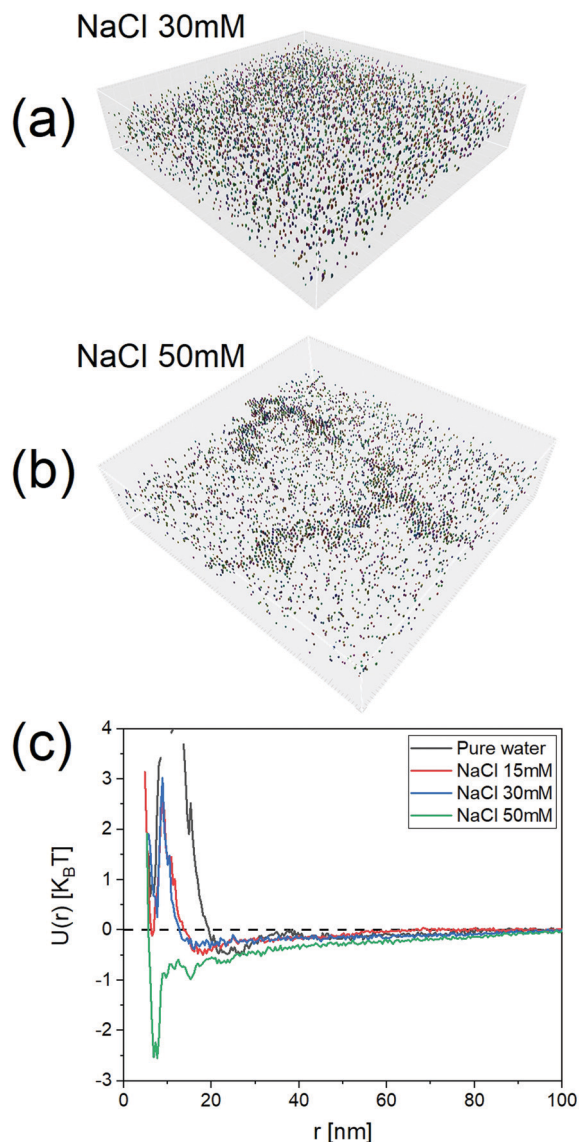 NaCl 30mM
(a)
NaCl 50mM
(b)
(c)
4
3
2
1
0
-1
-2
-3
U(r) [K_BT]
Pure water
NaCl 15mM
NaCl 30mM
NaCl 50mM
0 20 40 60 80 100
r [nm]